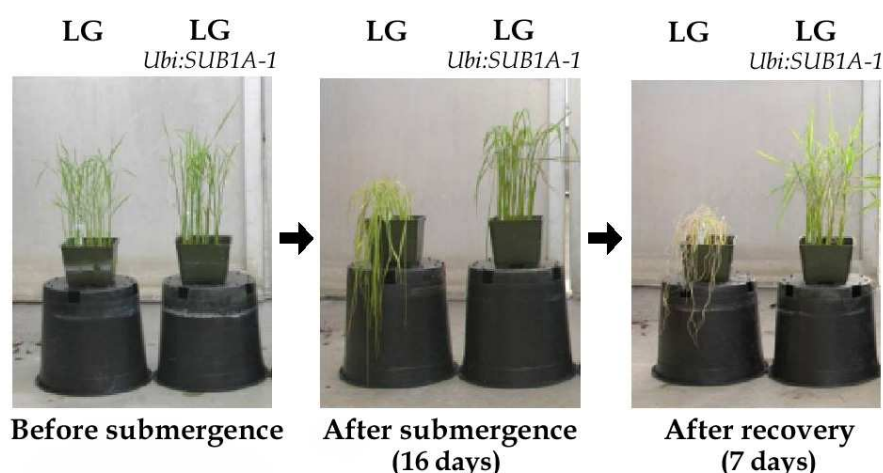 LG
LG
Ubi:SUB1A-1
LG
LG
Ubi:SUB1A-1
LG
LG
Ubi:SUB1A-1
Before submergence
After submergence
(16 days)
After recovery
(7 days)